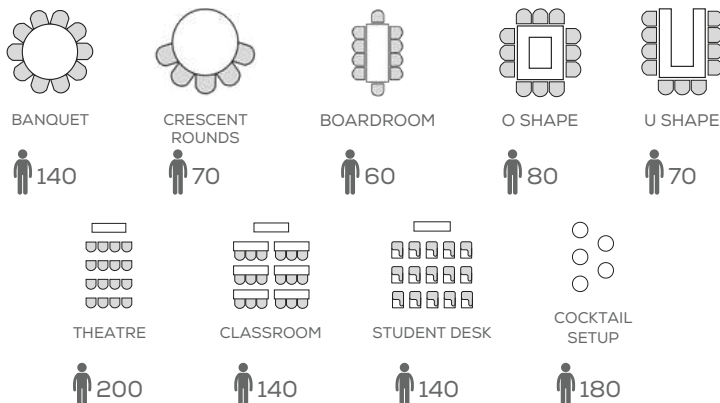 BANQUET
CRESCENT
ROUNDS
BOARDROOM
O SHAPE
U SHAPE
140
70
60
80
70
THEATRE
CLASSROOM
STUDENT DESK
COCKTAIL
SETUP
200
140
140
180